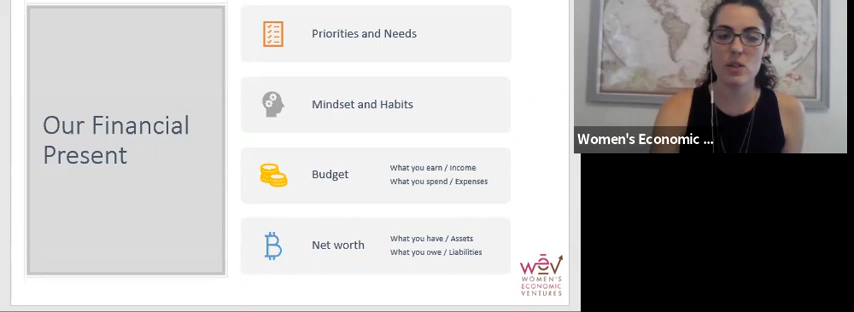 Our Financial
Present
Priorities and Needs
Mindset and Habits
Budget
What you earn / Income
What you spend / Expenses
Net worth
What you have / Assets
What you owe / Liabilities
wev
WOMEN'S
ECONOMIC
VENTURES
Women's Economic ...